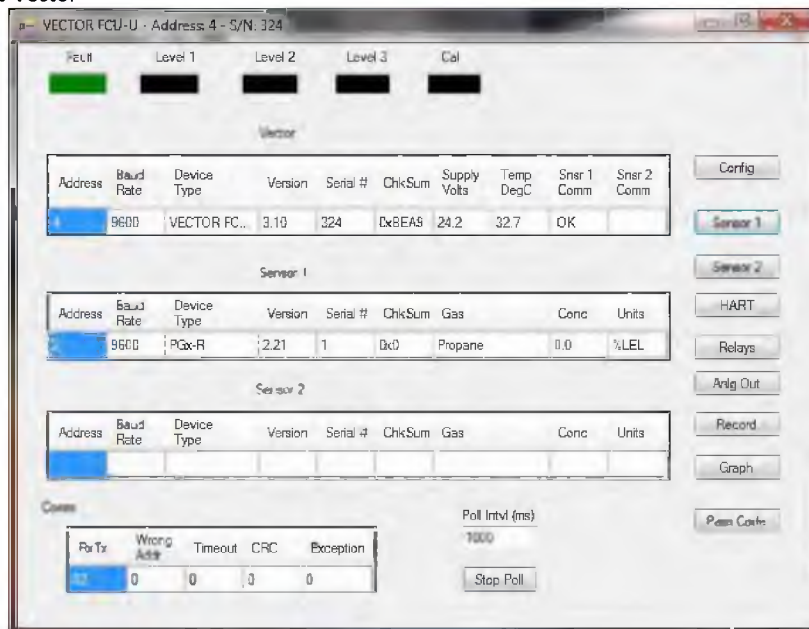 VECTOR FCU-U - Address: 4 - S/N: 324
Fault Level 1 Level 2 Level 3 Cal
Vector
Address Baud Rate Device Type Version Serial # ChkSum Supply Volts Temp DegC Snsr 1 Comm Snsr 2 Comm
4 9600 VECTOR FC... 3.10 324 0xBEA9 24.2 32.7 OK
Config
Sensor 1
Sensor 2
HART
Relays
Anlg Out
Record
Graph
Sensor 1
Address Baud Rate Device Type Version Serial # ChkSum Gas Conc Units
9600 PGx-R 2.21 1 0x0 Propane 0.0 %LEL
Sensor 2
Address Baud Rate Device Type Version Serial # ChkSum Gas Conc Units
Comm
Rx Tx Wrong Addr Timeout CRC Exception
0 0 0 0
Poll Intvl (ms)
1000
Stop Poll